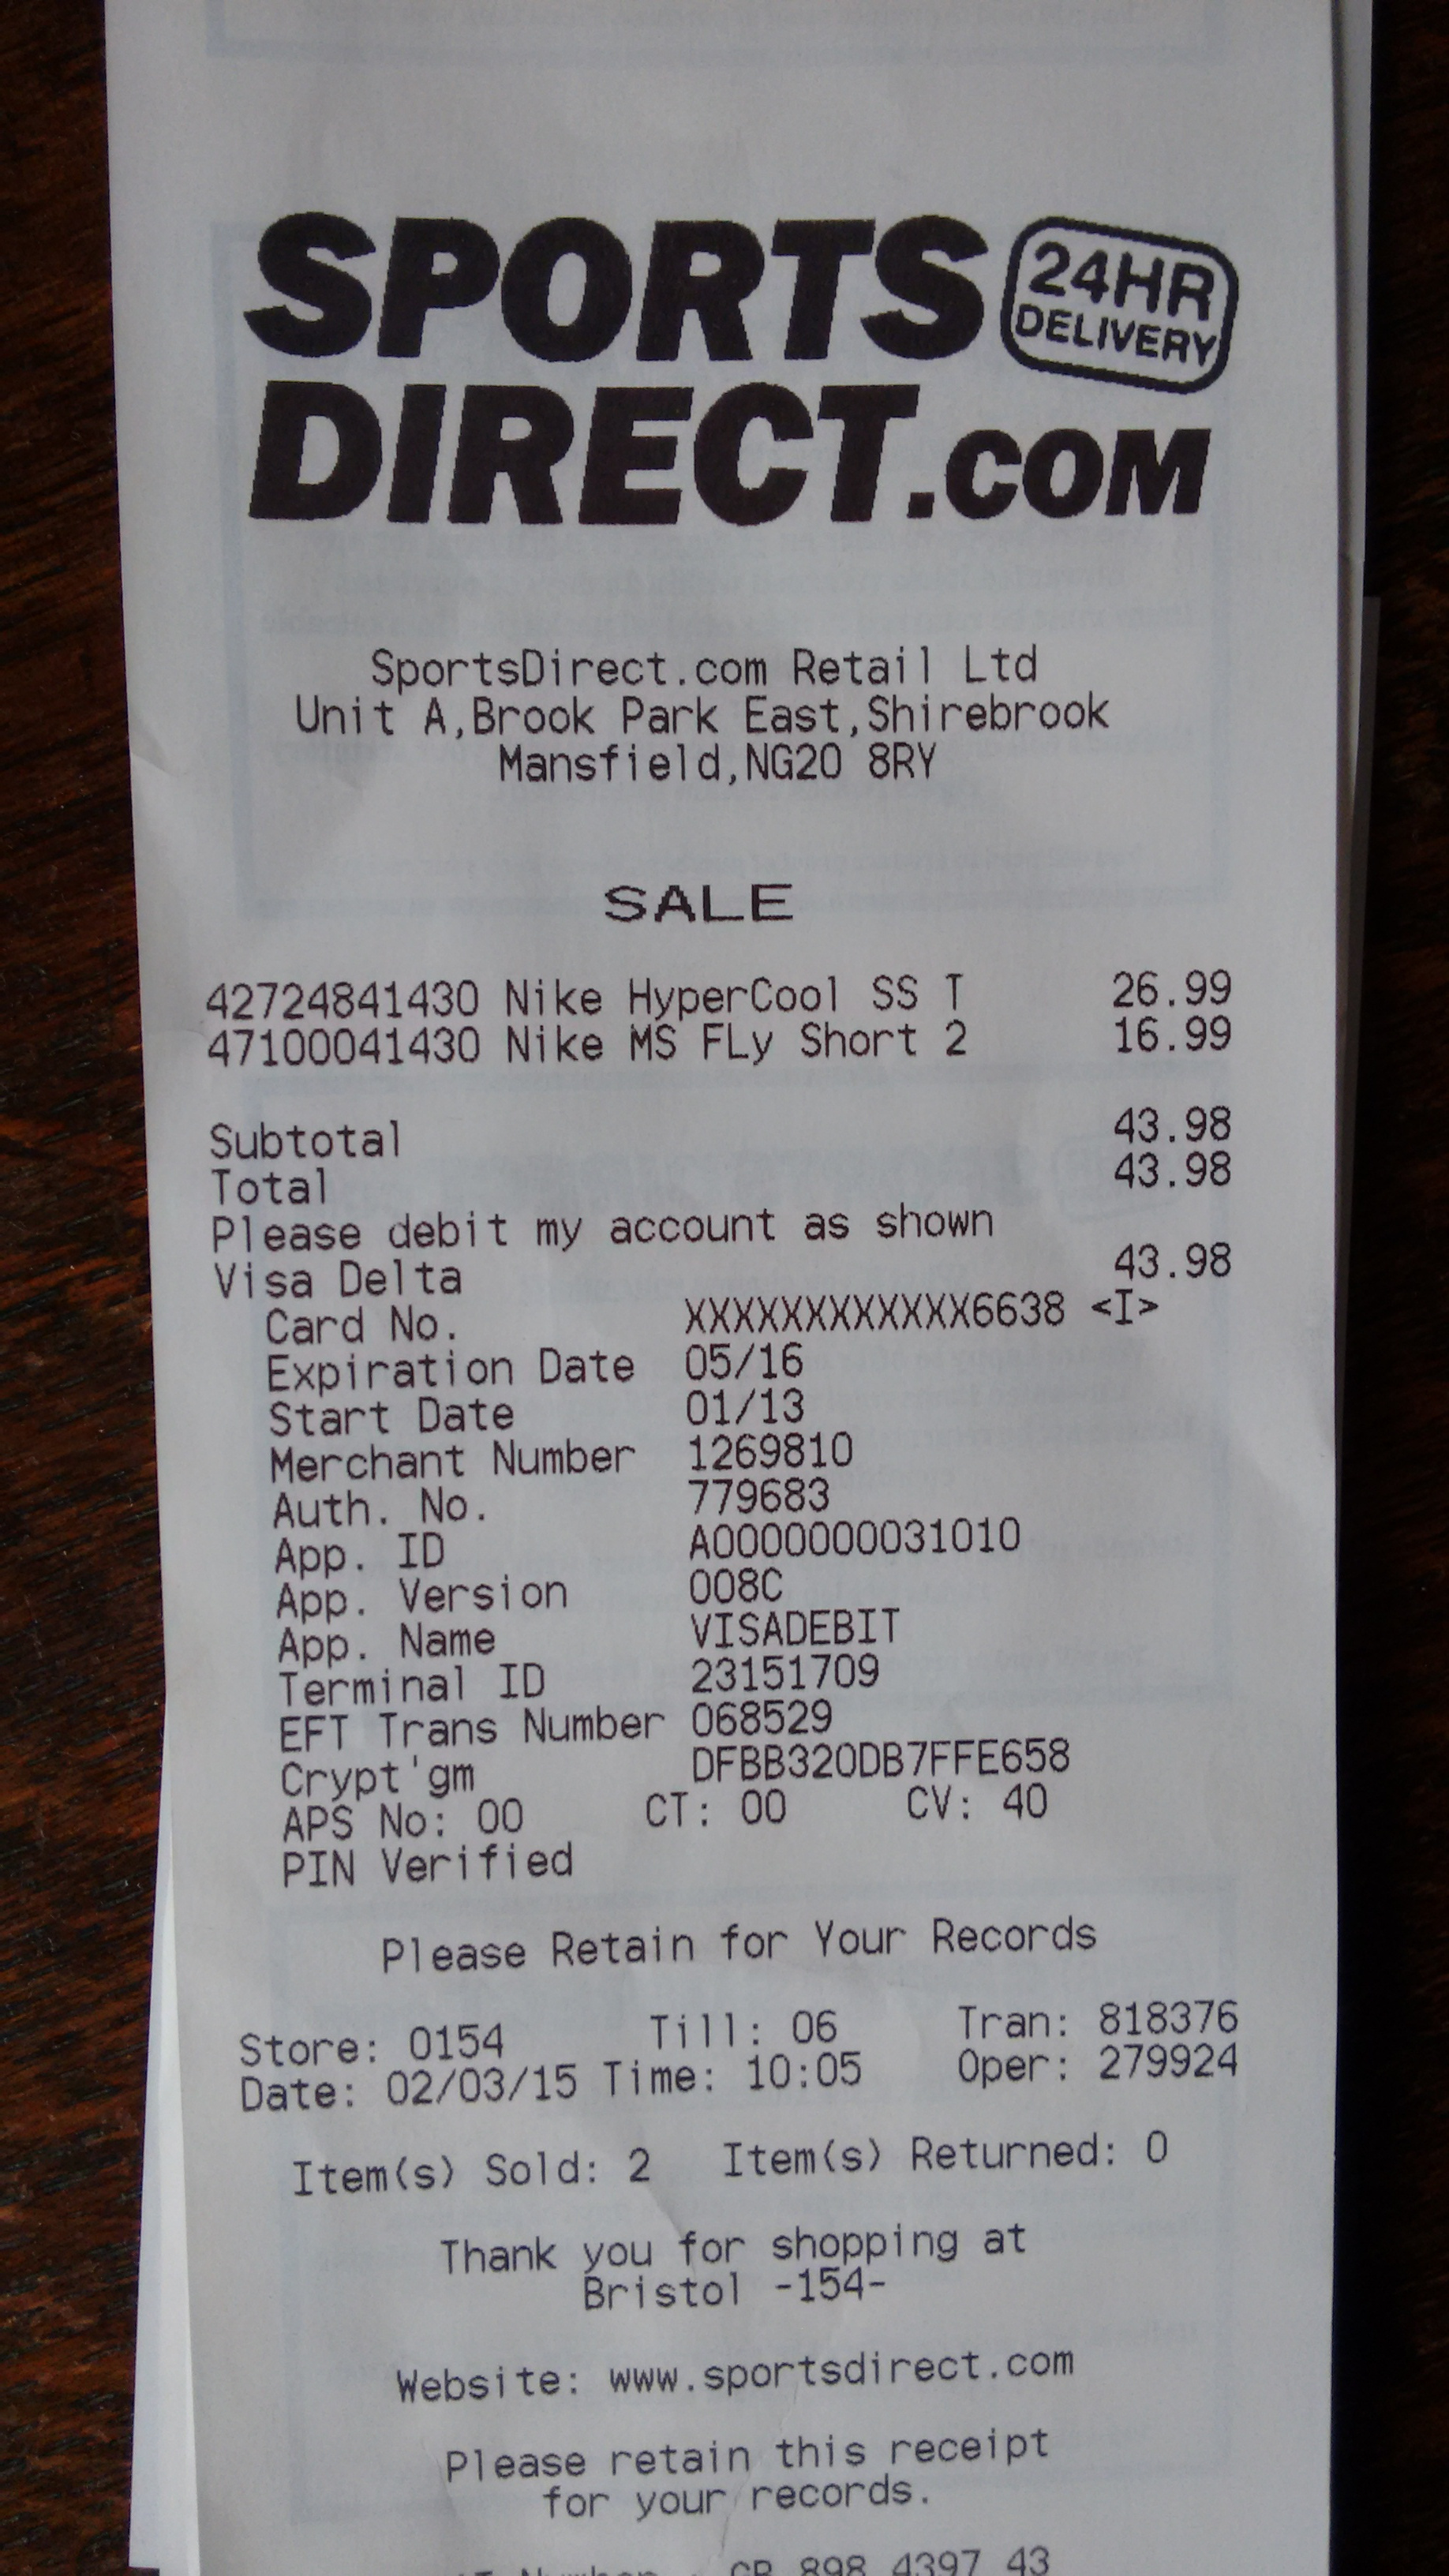 SPORTS 24HR DELIVERY
DIRECT.COM
SportsDirect.com Retail Ltd
Unit A,Brook Park East,Shirebrook
Mansfield,NG20 8RY
SALE
42724841430 Nike HyperCool SS T 26.99
47100041430 Nike MS FLy Short 2 16.99
Subtotal 43.98
Total 43.98
Please debit my account as shown
Visa Delta 43.98
Card No. XXXXXXXXXXXX6638 <I>
Expiration Date 05/16
Start Date 01/13
Merchant Number 1269810
Auth. No. 779683
App. ID A0000000031010
App. Version 008C
App. Name VISADEBIT
Terminal ID 23151709
EFT Trans Number 068529
Crypt'gm DFBB320DB7FFE658
APS No: 00 CT: 00 CV: 40
PIN Verified
Please Retain for Your Records
Store: 0154 Till: 06 Tran: 818376
Date: 02/03/15 Time: 10:05 Oper: 279924
Item(s) Sold: 2 Item(s) Returned: 0
Thank you for shopping at
Bristol -154-
Website: www.sportsdirect.com
Please retain this receipt
for your records.
Number : GB 898 4397 43